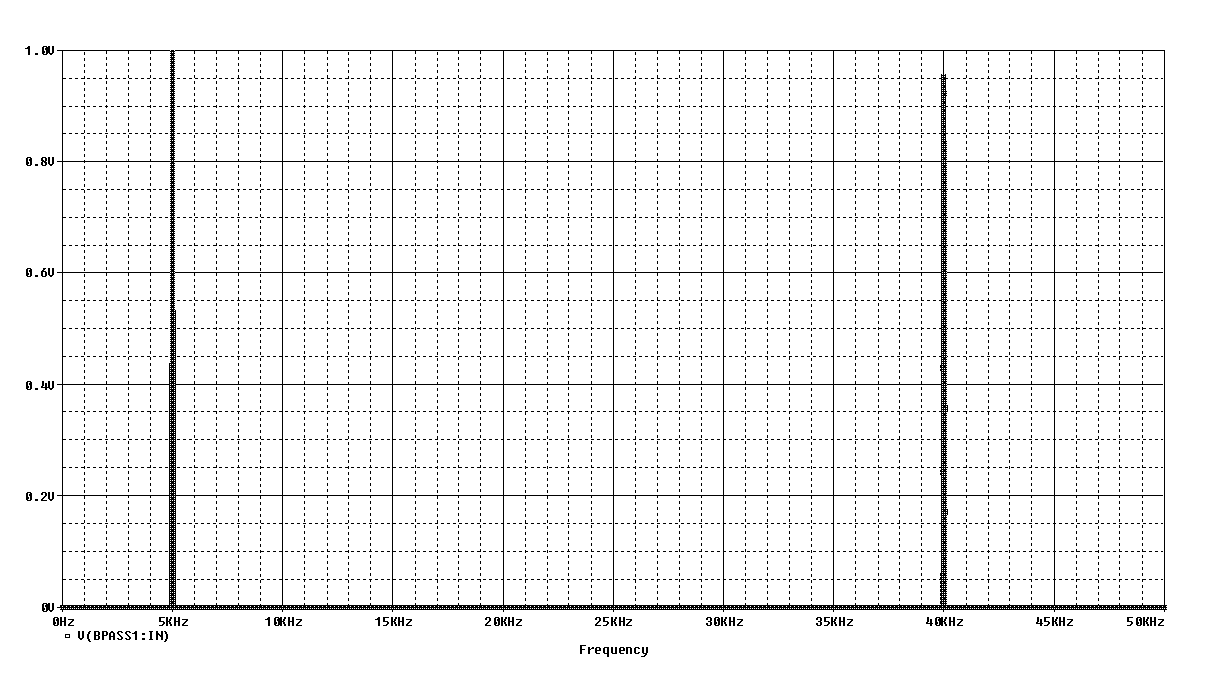 1.0V
0.8V
0.6V
0.4V
0.2V
0V
0Hz 5KHz 10KHz 15KHz 20KHz 25KHz 30KHz 35KHz 40KHz 45KHz 50KHz
▫ V(BPASS1:IN)
Frequency